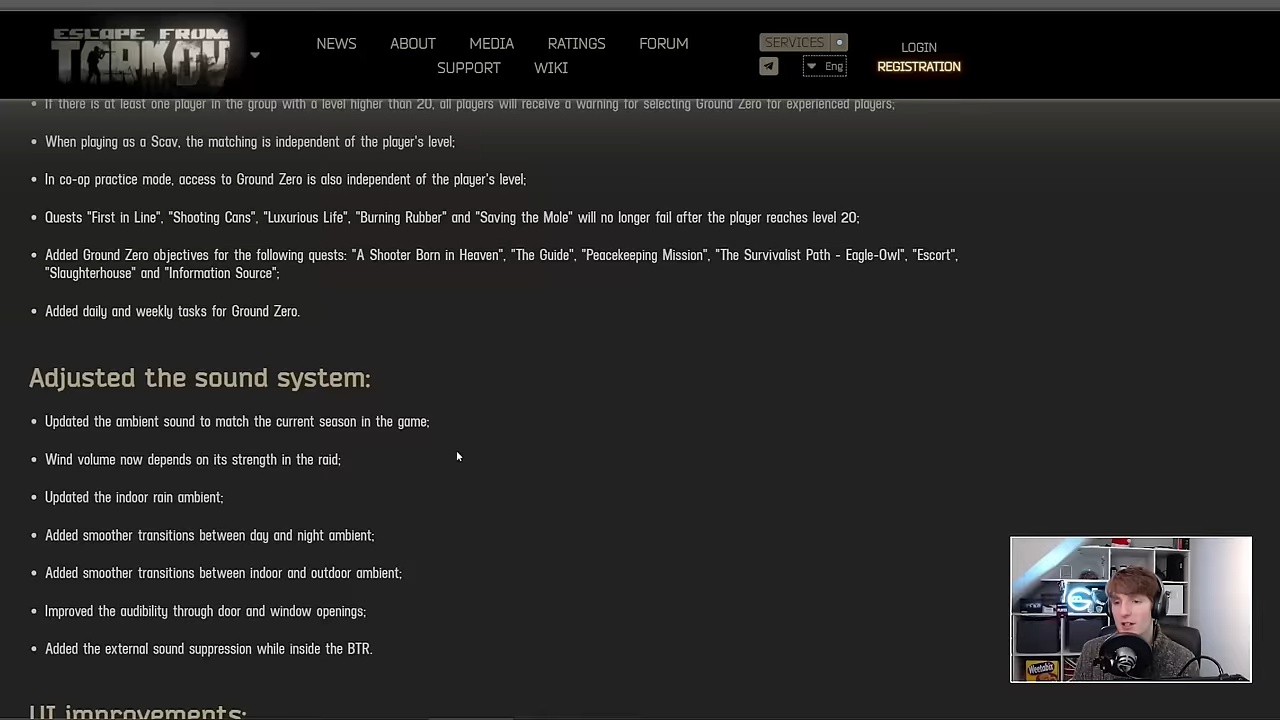 ESCAPE FROM
TARKOV
NEWS
ABOUT
MEDIA
RATINGS
FORUM
SUPPORT
WIKI
SERVICES
Eng
LOGIN
REGISTRATION
• If there is at least one player in the group with a level higher than 20, all players will receive a warning for selecting Ground Zero for experienced players;
• When playing as a Scav, the matching is independent of the player's level;
• In co-op practice mode, access to Ground Zero is also independent of the player's level;
• Quests "First in Line", "Shooting Cans", "Luxurious Life", "Burning Rubber" and "Saving the Mole" will no longer fail after the player reaches level 20;
• Added Ground Zero objectives for the following quests: "A Shooter Born in Heaven", "The Guide", "Peacekeeping Mission", "The Survivalist Path - Eagle-Owl", "Escort",
"Slaughterhouse" and "Information Source";
• Added daily and weekly tasks for Ground Zero.
Adjusted the sound system:
• Updated the ambient sound to match the current season in the game;
• Wind volume now depends on its strength in the raid;
• Updated the indoor rain ambient;
• Added smoother transitions between day and night ambient;
• Added smoother transitions between indoor and outdoor ambient;
• Improved the audibility through door and window openings;
• Added the external sound suppression while inside the BTR.
UI improvements:
Weetabix